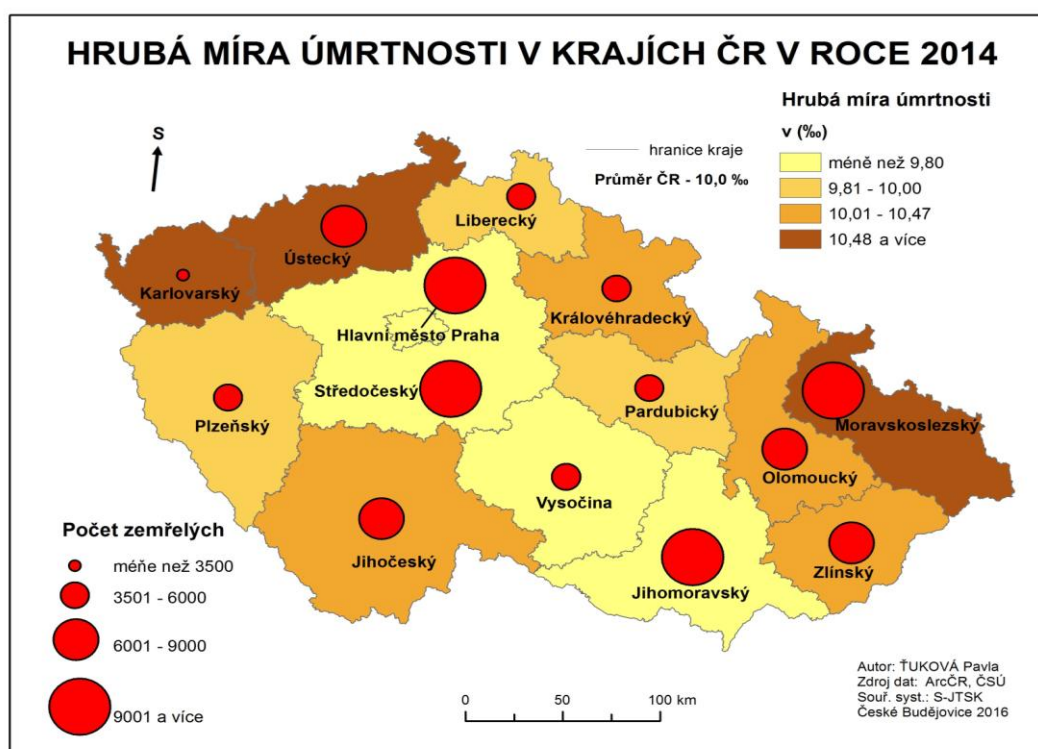 HRUBÁ MÍRA ÚMRTNOSTI V KRAJÍCH ČR V ROCE 2014
Hrubá míra úmrtnosti
v (‰)
méně než 9,80
9,81 - 10,00
10,01 - 10,47
10,48 a více
hranice kraje
Průměr ČR - 10,0 ‰
S
Liberecký
Ústecký
Karlovarský
Královéhradecký
Hlavní město Praha
Středočeský
Pardubický
Plzeňský
Moravskoslezský
Olomoucký
Vysočina
Jihočeský
Zlínský
Jihomoravský
Počet zemřelých
méňe než 3500
3501 - 6000
6001 - 9000
9001 a více
0 50 100 km
Autor: ŤUKOVÁ Pavla
Zdroj dat: ArcČR, ČSÚ
Souř. syst.: S-JTSK
České Budějovice 2016